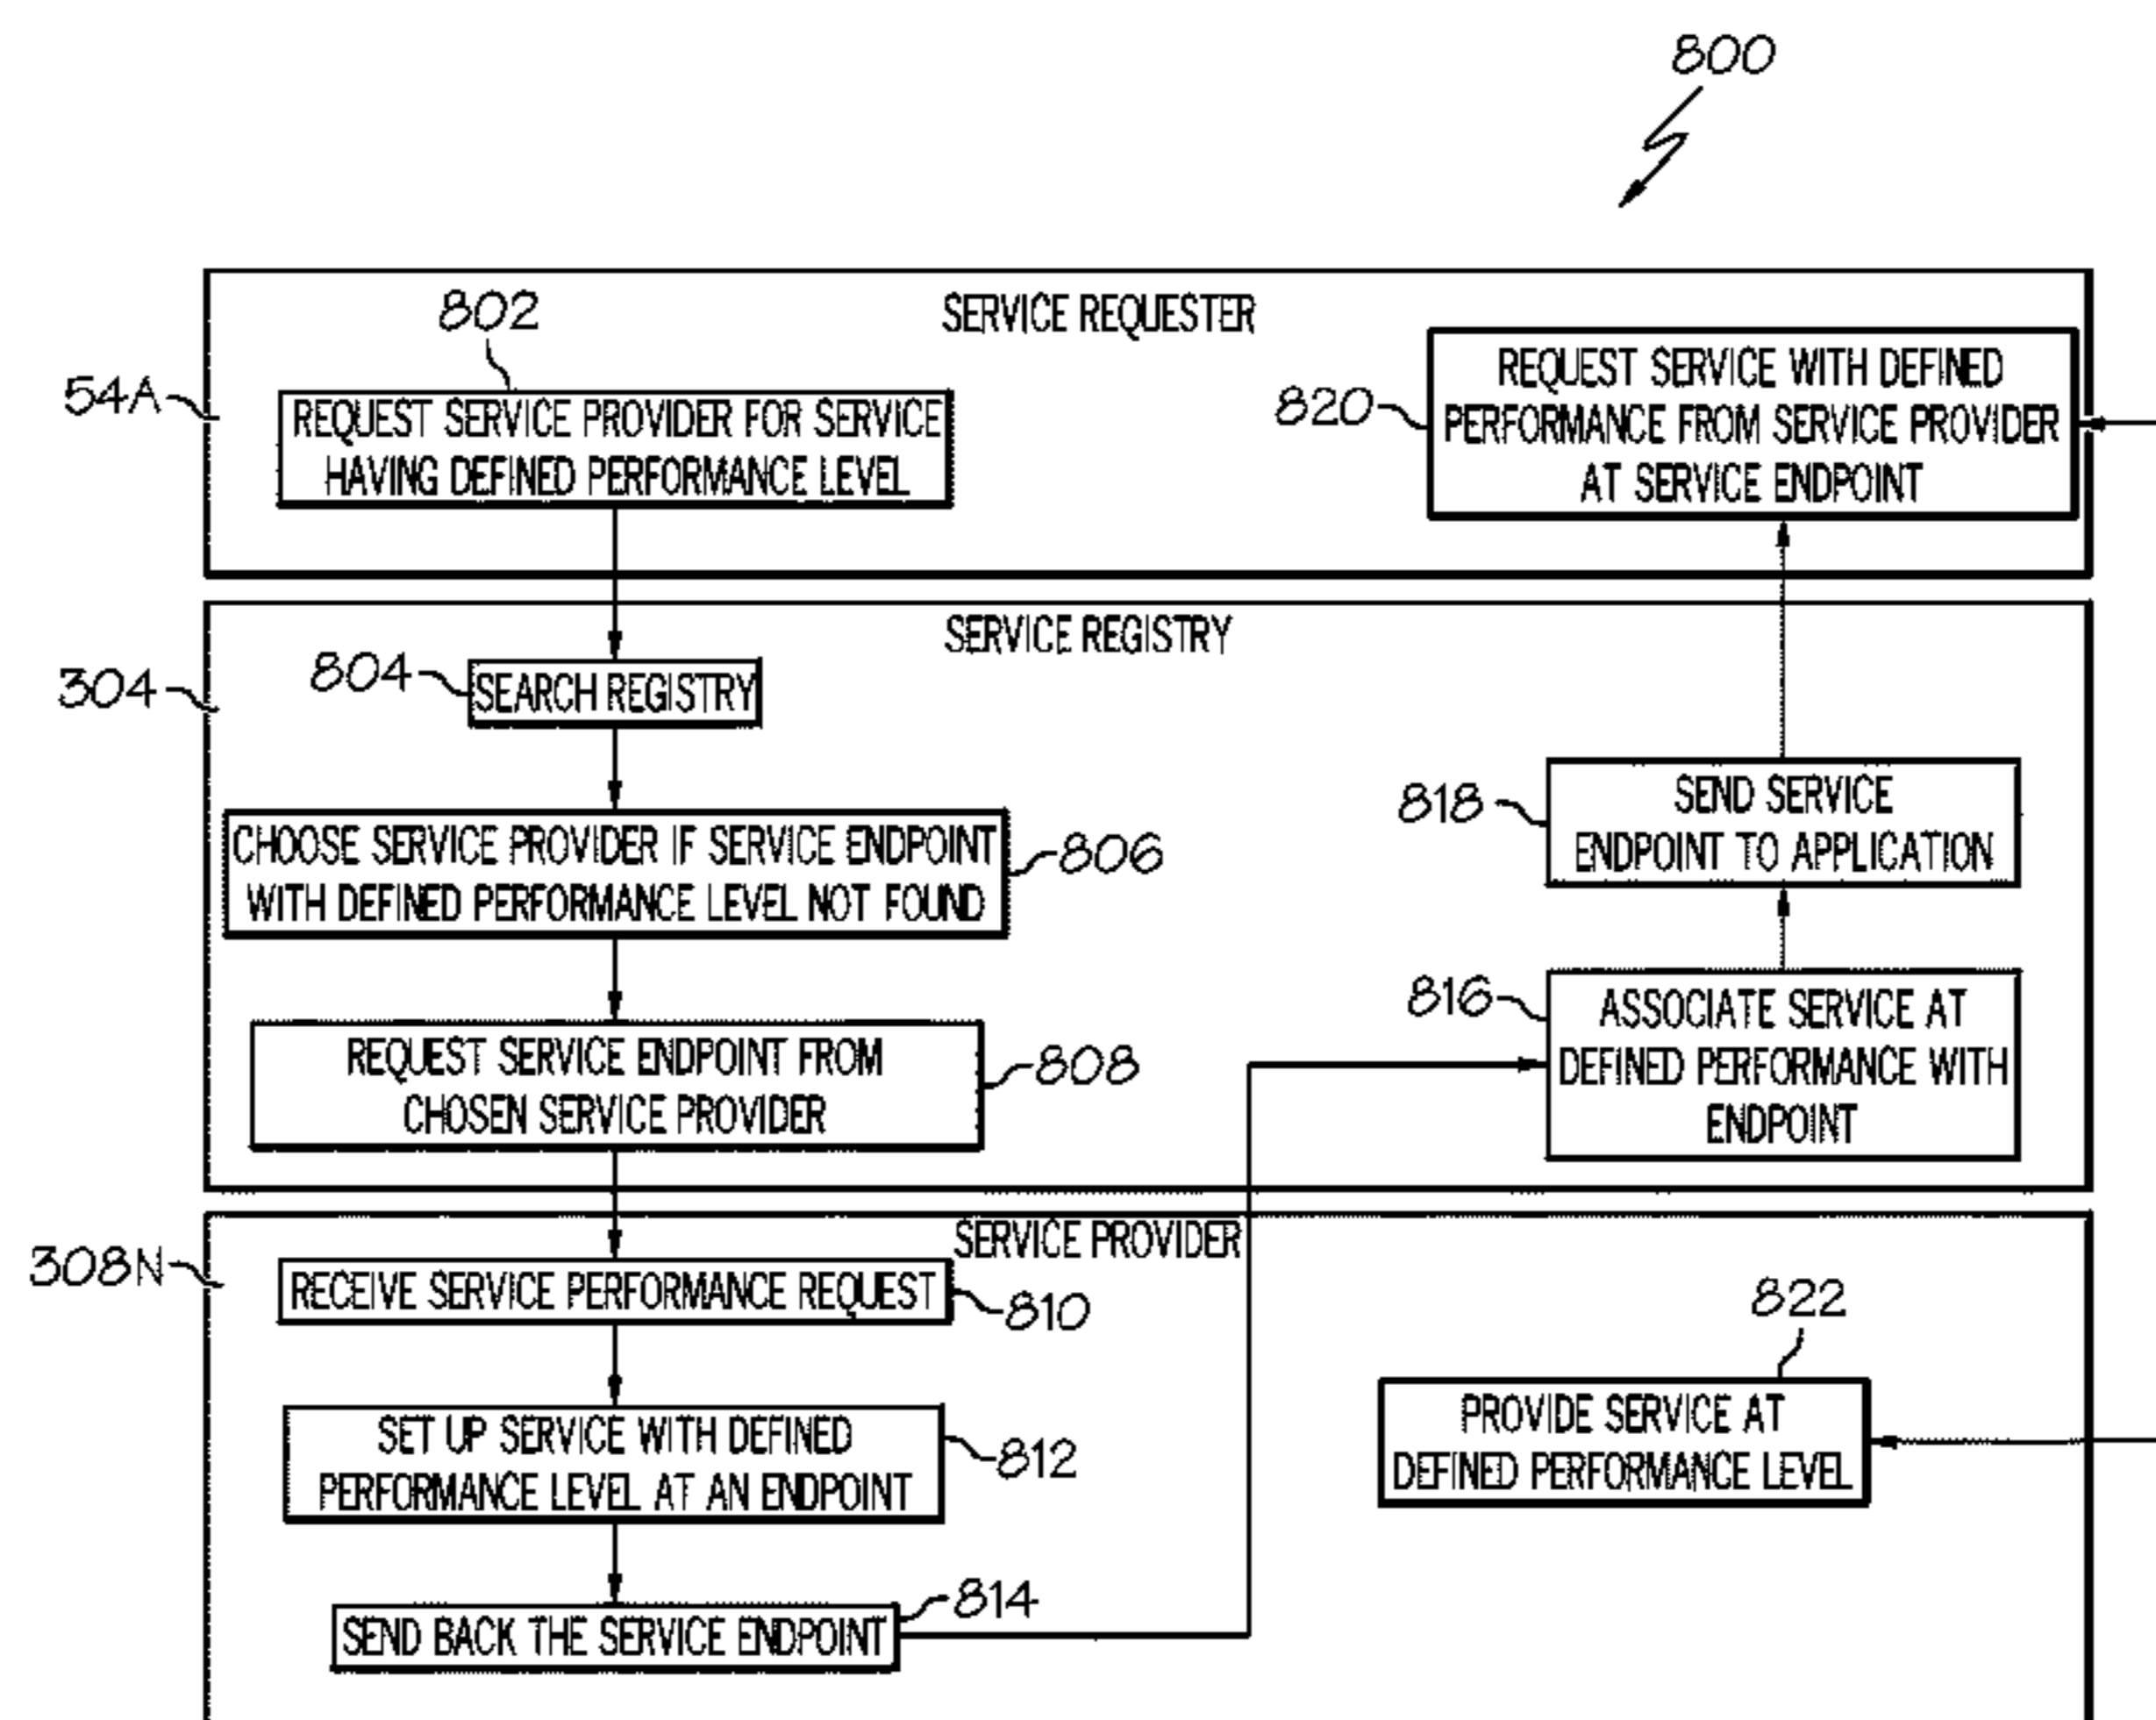 800
SERVICE REQUESTER
54A
802
REQUEST SERVICE PROVIDER FOR SERVICE
HAVING DEFINED PERFORMANCE LEVEL
820
REQUEST SERVICE WITH DEFINED
PERFORMANCE FROM SERVICE PROVIDER
AT SERVICE ENDPOINT
SERVICE REGISTRY
304
804
SEARCH REGISTRY
CHOOSE SERVICE PROVIDER IF SERVICE ENDPOINT
WITH DEFINED PERFORMANCE LEVEL NOT FOUND
806
REQUEST SERVICE ENDPOINT FROM
CHOSEN SERVICE PROVIDER
808
818
SEND SERVICE
ENDPOINT TO APPLICATION
816
ASSOCIATE SERVICE AT
DEFINED PERFORMANCE WITH
ENDPOINT
SERVICE PROVIDER
308N
RECEIVE SERVICE PERFORMANCE REQUEST
810
SET UP SERVICE WITH DEFINED
PERFORMANCE LEVEL AT AN ENDPOINT
812
SEND BACK THE SERVICE ENDPOINT
814
822
PROVIDE SERVICE AT
DEFINED PERFORMANCE LEVEL